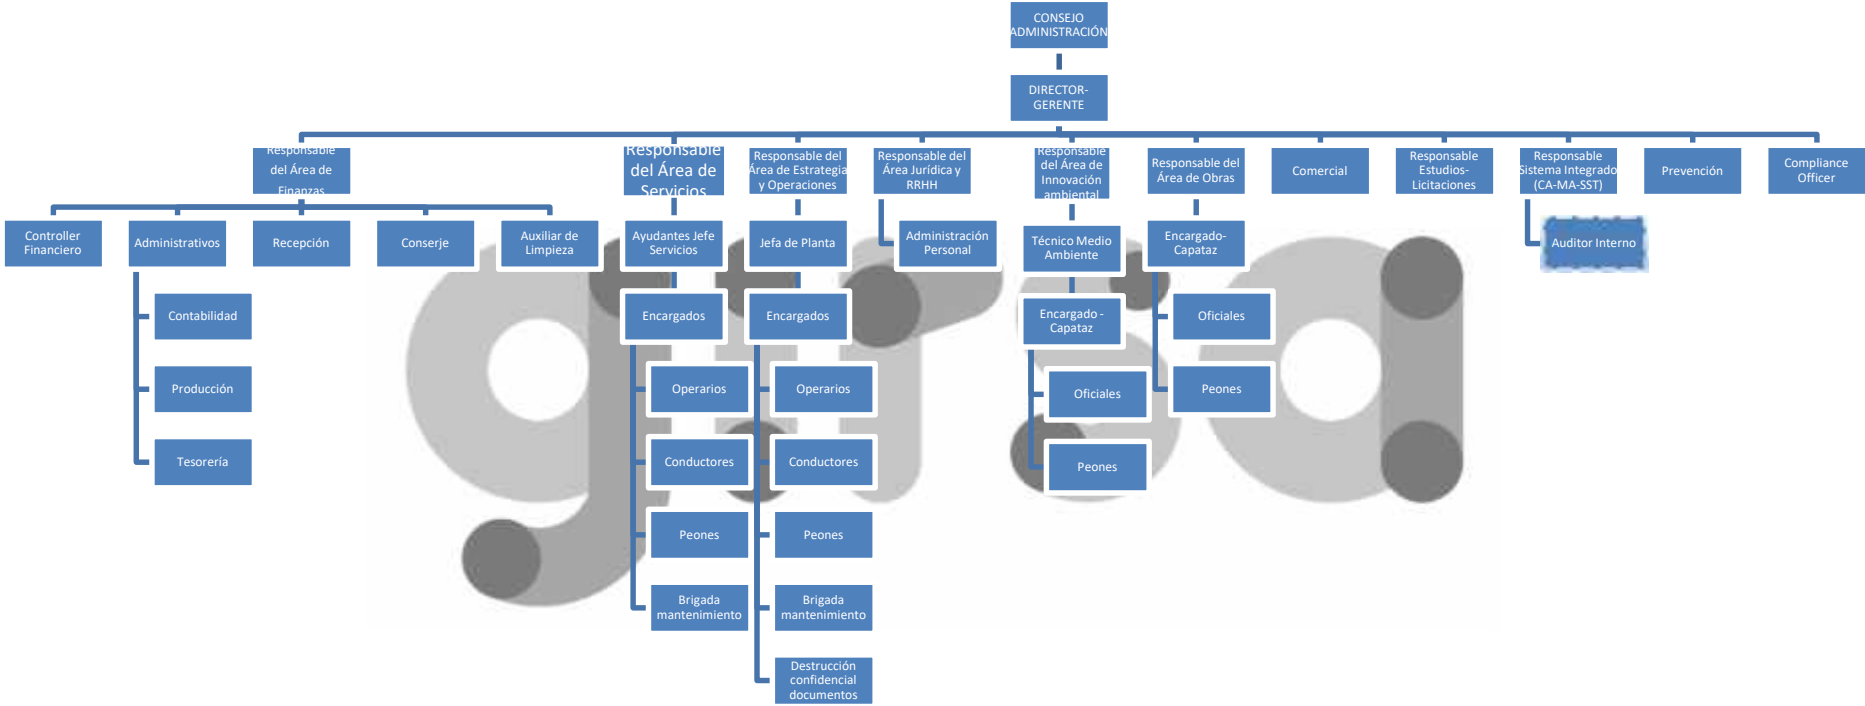 CONSEJO
ADMINISTRACIÓN
DIRECTOR-
GERENTE
Responsable
del Área de
Finanzas
Responsable
del Área de
Servicios
Responsable del
Área de Estrategia
y Operaciones
Responsable del
Área Jurídica y
RRHH
Responsable
del Área de
Innovación
ambiental
Responsable del
Área de Obras
Comercial
Responsable
Estudios-
Licitaciones
Responsable
Sistema Integrado
(CA-MA-SST)
Prevención
Compliance
Officer
Controller
Financiero
Administrativos
Recepción
Conserje
Auxiliar de
Limpieza
Ayudantes Jefe
Servicios
Jefa de Planta
Administración
Personal
Técnico Medio
Ambiente
Encargado-
Capataz
Auditor Interno
Contabilidad
Encargados
Encargados
Encargado -
Capataz
Oficiales
Producción
Operarios
Operarios
Oficiales
Peones
Tesorería
Conductores
Conductores
Peones
Peones
Peones
Brigada
mantenimiento
Brigada
mantenimiento
Destrucción
confidencial
documentos
girsa